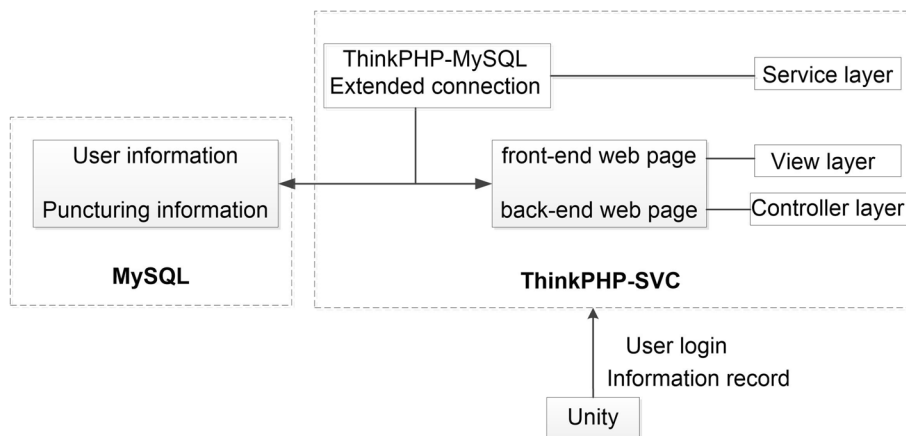 ThinkPHP-MySQL
Extended connection
Service layer
User information
Puncturing information
front-end web page
View layer
back-end web page
Controller layer
MySQL
ThinkPHP-SVC
User login
Information record
Unity